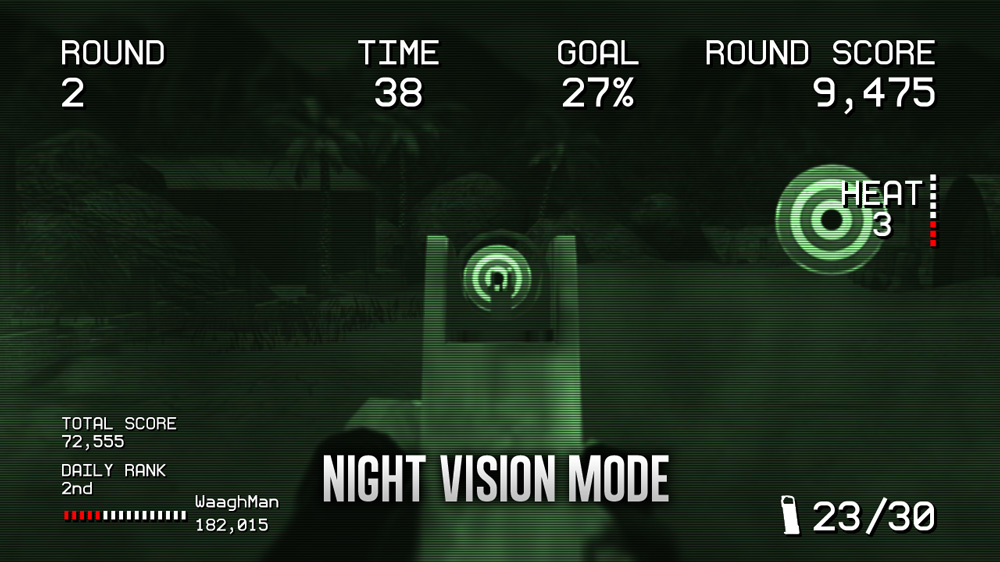 ROUND
2
TIME
38
GOAL
27%
ROUND SCORE
9,475
HEAT
3
TOTAL SCORE
72,555
DAILY RANK
2nd
WaaghMan
182,015
NIGHT VISION MODE
23/30